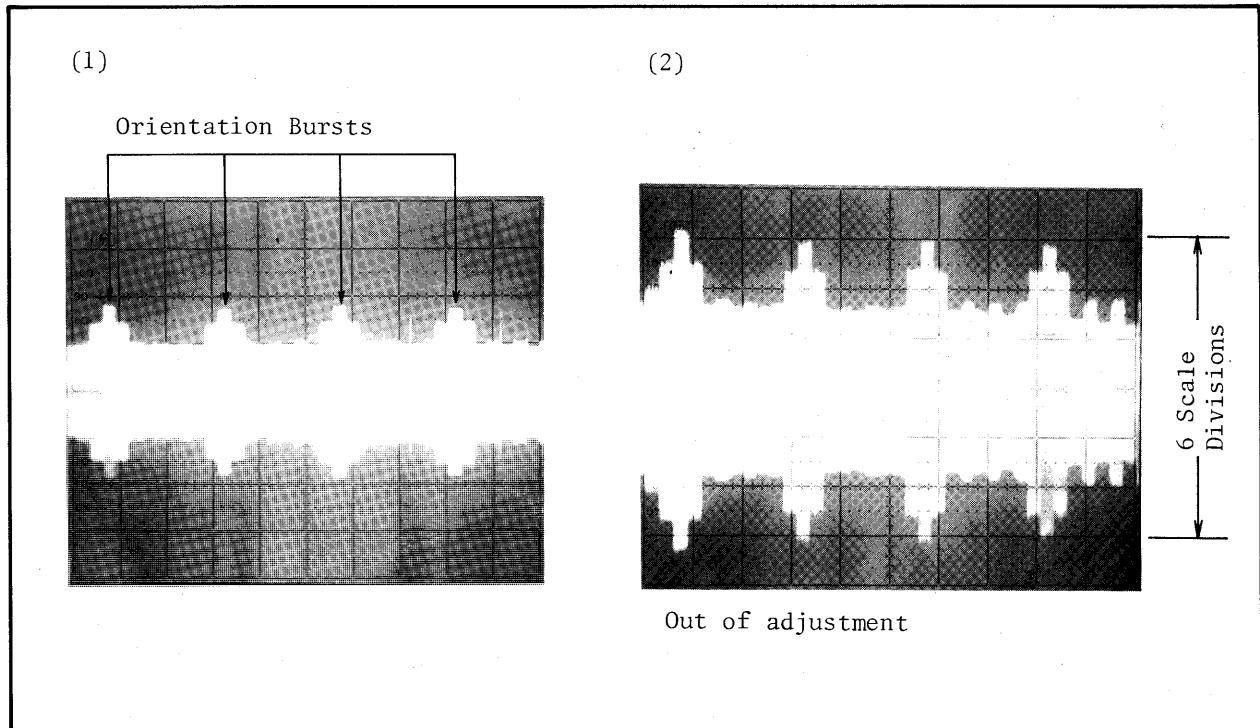 (1)
Orientation Bursts
(2)
6 Scale
Divisions
Out of adjustment